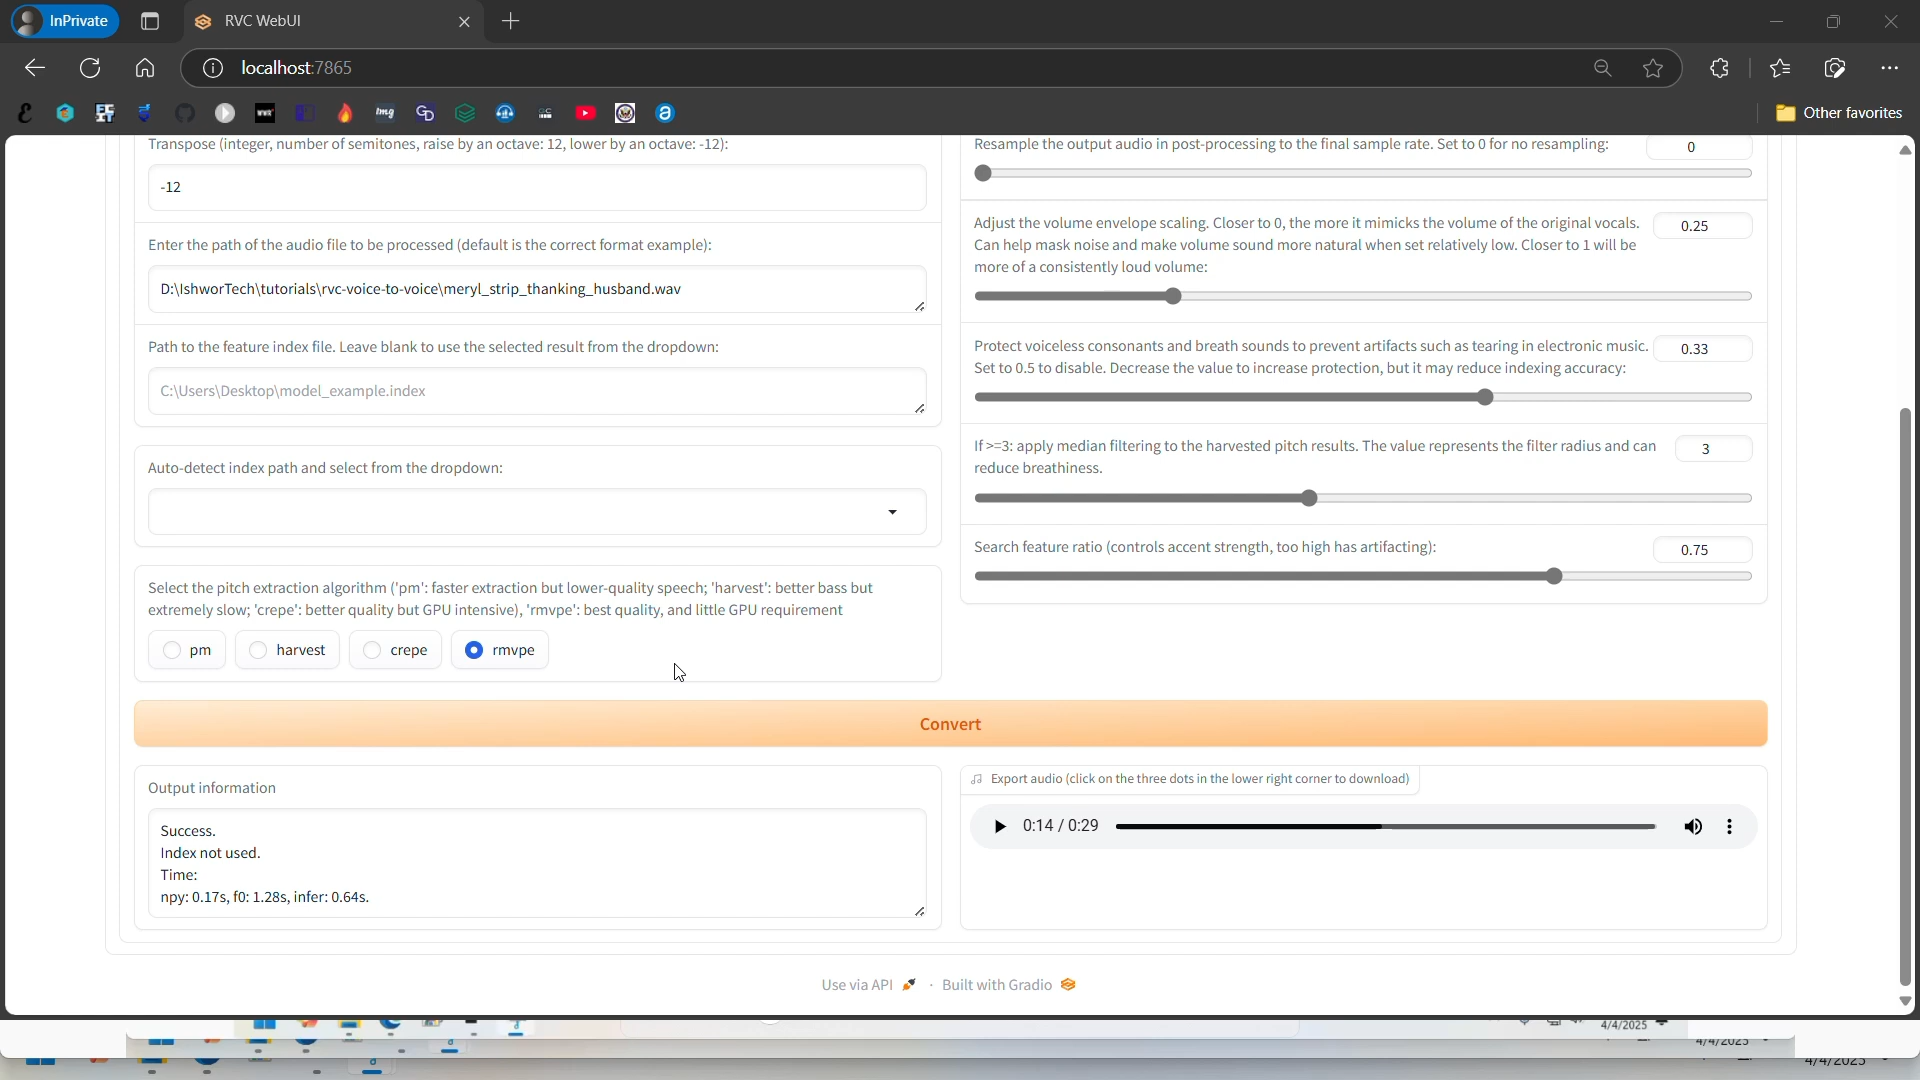 InPrivate
RVC WebUI
localhost:7865
Img
GD
Other favorites
Transpose (integer, number of semitones, raise by an octave: 12, lower by an octave: -12):
-12
Enter the path of the audio file to be processed (default is the correct format example):
D:\IshworTech\tutorials\rvc-voice-to-voice\meryl_strip_thanking_husband.wav
Path to the feature index file. Leave blank to use the selected result from the dropdown:
C:\Users\Desktop\model_example.index
Auto-detect index path and select from the dropdown:
Select the pitch extraction algorithm ('pm': faster extraction but lower-quality speech; 'harvest': better bass but
extremely slow; 'crepe': better quality but GPU intensive), 'rmvpe': best quality, and little GPU requirement
pm
harvest
crepe
rmvpe
Resample the output audio in post-processing to the final sample rate. Set to 0 for no resampling:
0
Adjust the volume envelope scaling. Closer to 0, the more it mimicks the volume of the original vocals.
Can help mask noise and make volume sound more natural when set relatively low. Closer to 1 will be
more of a consistently loud volume:
0.25
Protect voiceless consonants and breath sounds to prevent artifacts such as tearing in electronic music.
Set to 0.5 to disable. Decrease the value to increase protection, but it may reduce indexing accuracy:
0.33
If >=3: apply median filtering to the harvested pitch results. The value represents the filter radius and can
reduce breathiness.
3
Search feature ratio (controls accent strength, too high has artifacting):
0.75
Convert
Output information
Success.
Index not used.
Time:
npy: 0.17s, f0: 1.28s, infer: 0.64s.
Export audio (click on the three dots in the lower right corner to download)
0:14 / 0:29
Use via API · Built with Gradio
4/4/2025
4/4/2025
4/4/2025